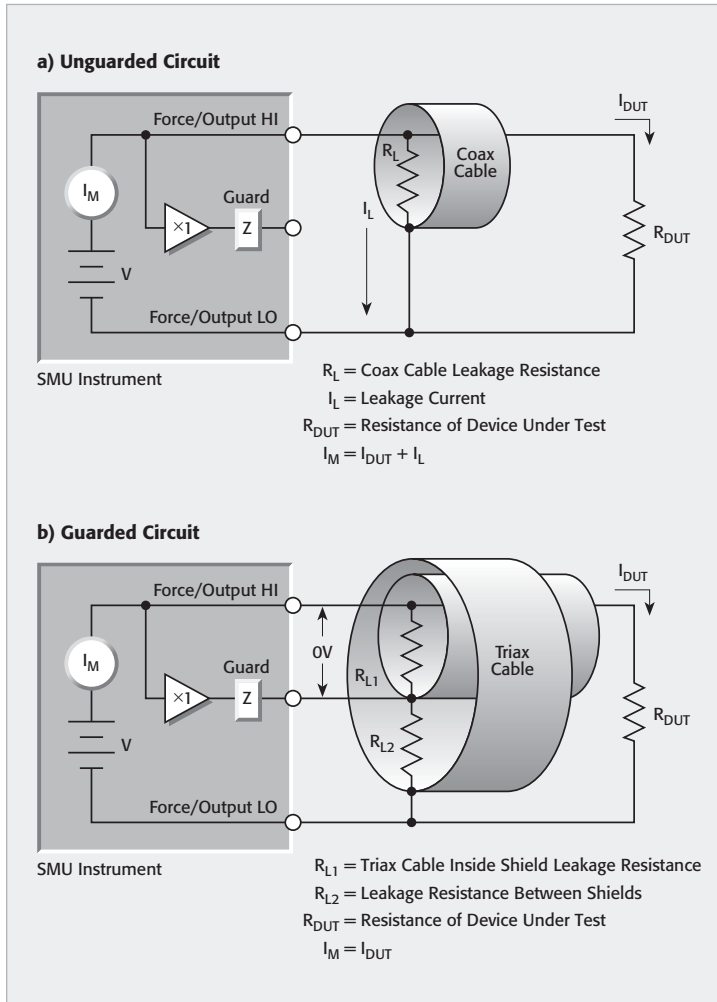 a) Unguarded Circuit
Force/Output HI
I_M
×1
Guard
Z
V
Force/Output LO
SMU Instrument
R_L
Coax
Cable
I_L
I_DUT
R_DUT
R_L = Coax Cable Leakage Resistance
I_L = Leakage Current
R_DUT = Resistance of Device Under Test
I_M = I_DUT + I_L
b) Guarded Circuit
Force/Output HI
I_M
×1
Guard
Z
V
Force/Output LO
SMU Instrument
0V
R_L1
R_L2
Triax
Cable
I_DUT
R_DUT
R_L1 = Triax Cable Inside Shield Leakage Resistance
R_L2 = Leakage Resistance Between Shields
R_DUT = Resistance of Device Under Test
I_M = I_DUT